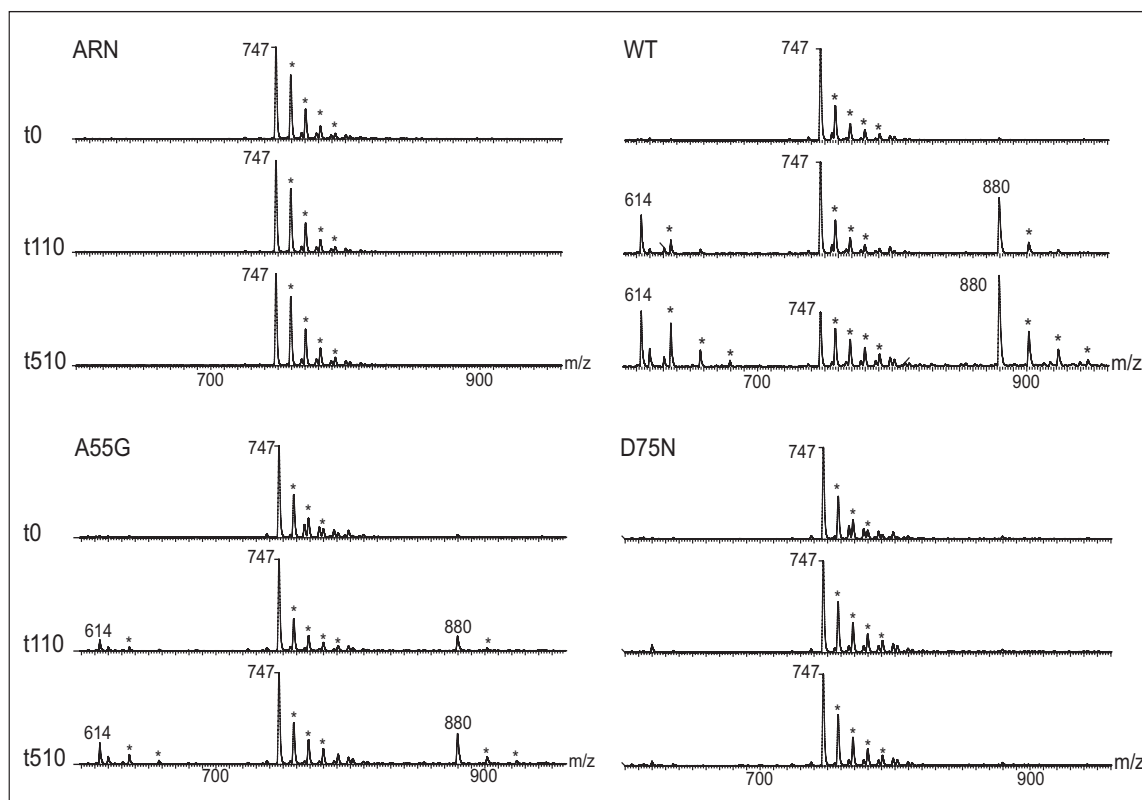 ARN
747
* * * *
t0
747
* * * *
t110
747
* * * *
t510
m/z
700 900
WT
747
* * * *
747
614 880
* * * * *
614 747 880
* * * * * * * * * *
m/z
700 900
A55G
747
* * *
t0
747
614 880
* * * * * *
t110
747
614 880
* * * * * * *
t510
m/z
700 900
D75N
747
* * *
747
* * * *
747
* * * *
m/z
700 900